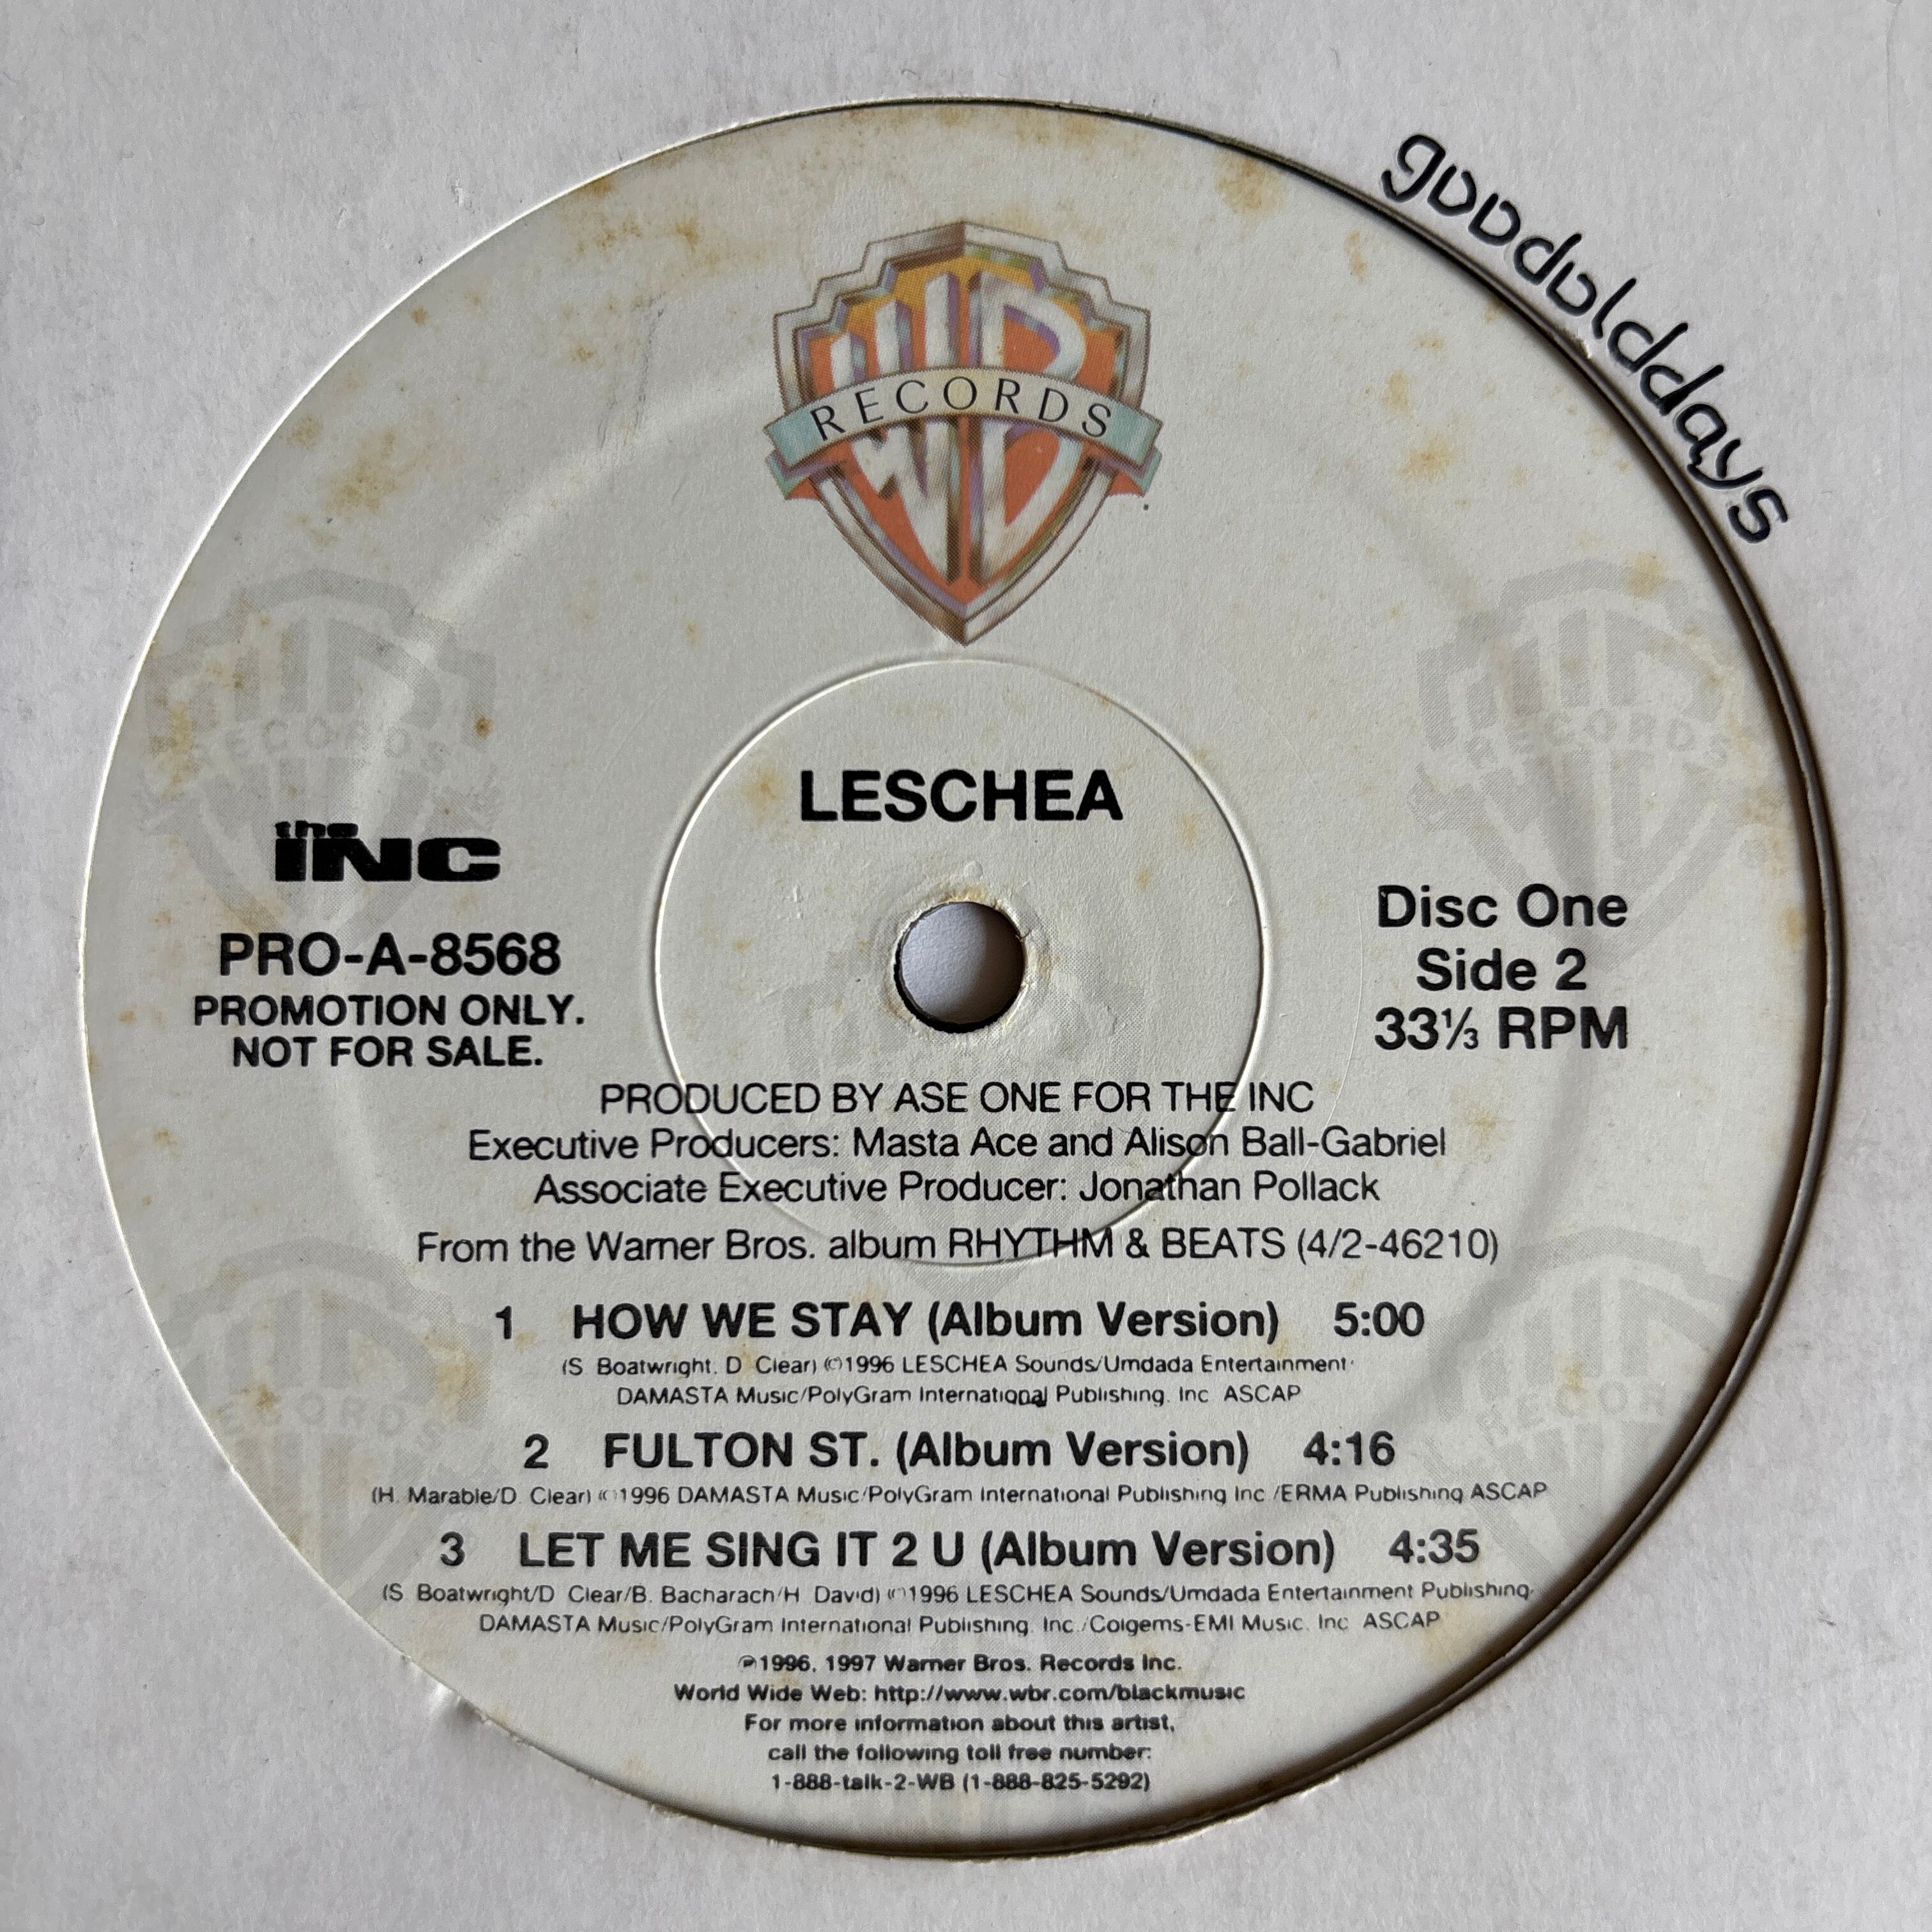 goodolddays
WB
RECORDS
LESCHEA
the
INC
PRO-A-8568
PROMOTION ONLY.
NOT FOR SALE.
Disc One
Side 2
33⅓ RPM
PRODUCED BY ASE ONE FOR THE INC
Executive Producers: Masta Ace and Alison Ball-Gabriel
Associate Executive Producer: Jonathan Pollack
From the Warner Bros. album RHYTHM & BEATS (4/2-46210)
1 HOW WE STAY (Album Version) 5:00
(S. Boatwright, D. Clear) ©1996 LESCHEA Sounds/Umdada Entertainment
DAMASTA Music/PolyGram International Publishing, Inc. ASCAP
2 FULTON ST. (Album Version) 4:16
(H. Marable/D. Clear) ©1996 DAMASTA Music/PolyGram International Publishing Inc./ERMA Publishing ASCAP
3 LET ME SING IT 2 U (Album Version) 4:35
(S. Boatwright/D. Clear/B. Bacharach/H. David) ©1996 LESCHEA Sounds/Umdada Entertainment Publishing
DAMASTA Music/PolyGram International Publishing, Inc./Colgems-EMI Music, Inc. ASCAP
℗1996, 1997 Warner Bros. Records Inc.
World Wide Web: http://www.wbr.com/blackmusic
For more information about this artist,
call the following toll free number:
1-888-talk-2-WB (1-888-825-5292)